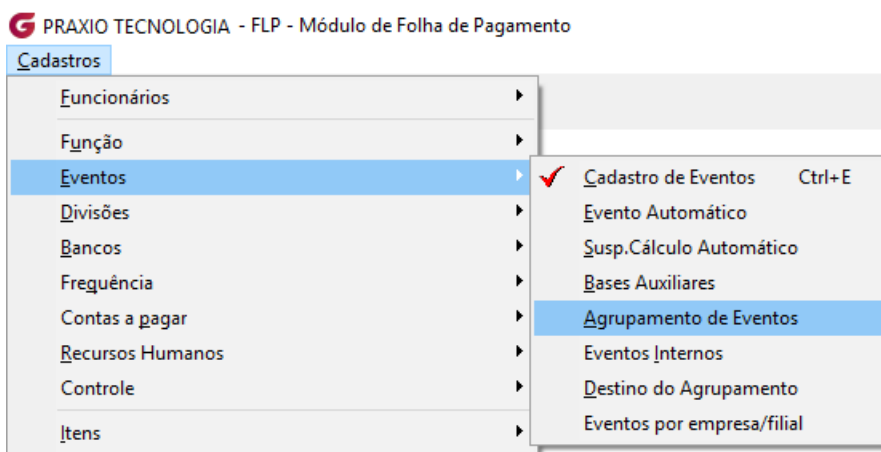 PRAXIO TECNOLOGIA - FLP - Módulo de Folha de Pagamento
Cadastros
Funcionários
Função
Eventos
Divisões
Bancos
Frequência
Contas a pagar
Recursos Humanos
Controle
Itens
Cadastro de Eventos Ctrl+E
Evento Automático
Susp.Cálculo Automático
Bases Auxiliares
Agrupamento de Eventos
Eventos Internos
Destino do Agrupamento
Eventos por empresa/filial